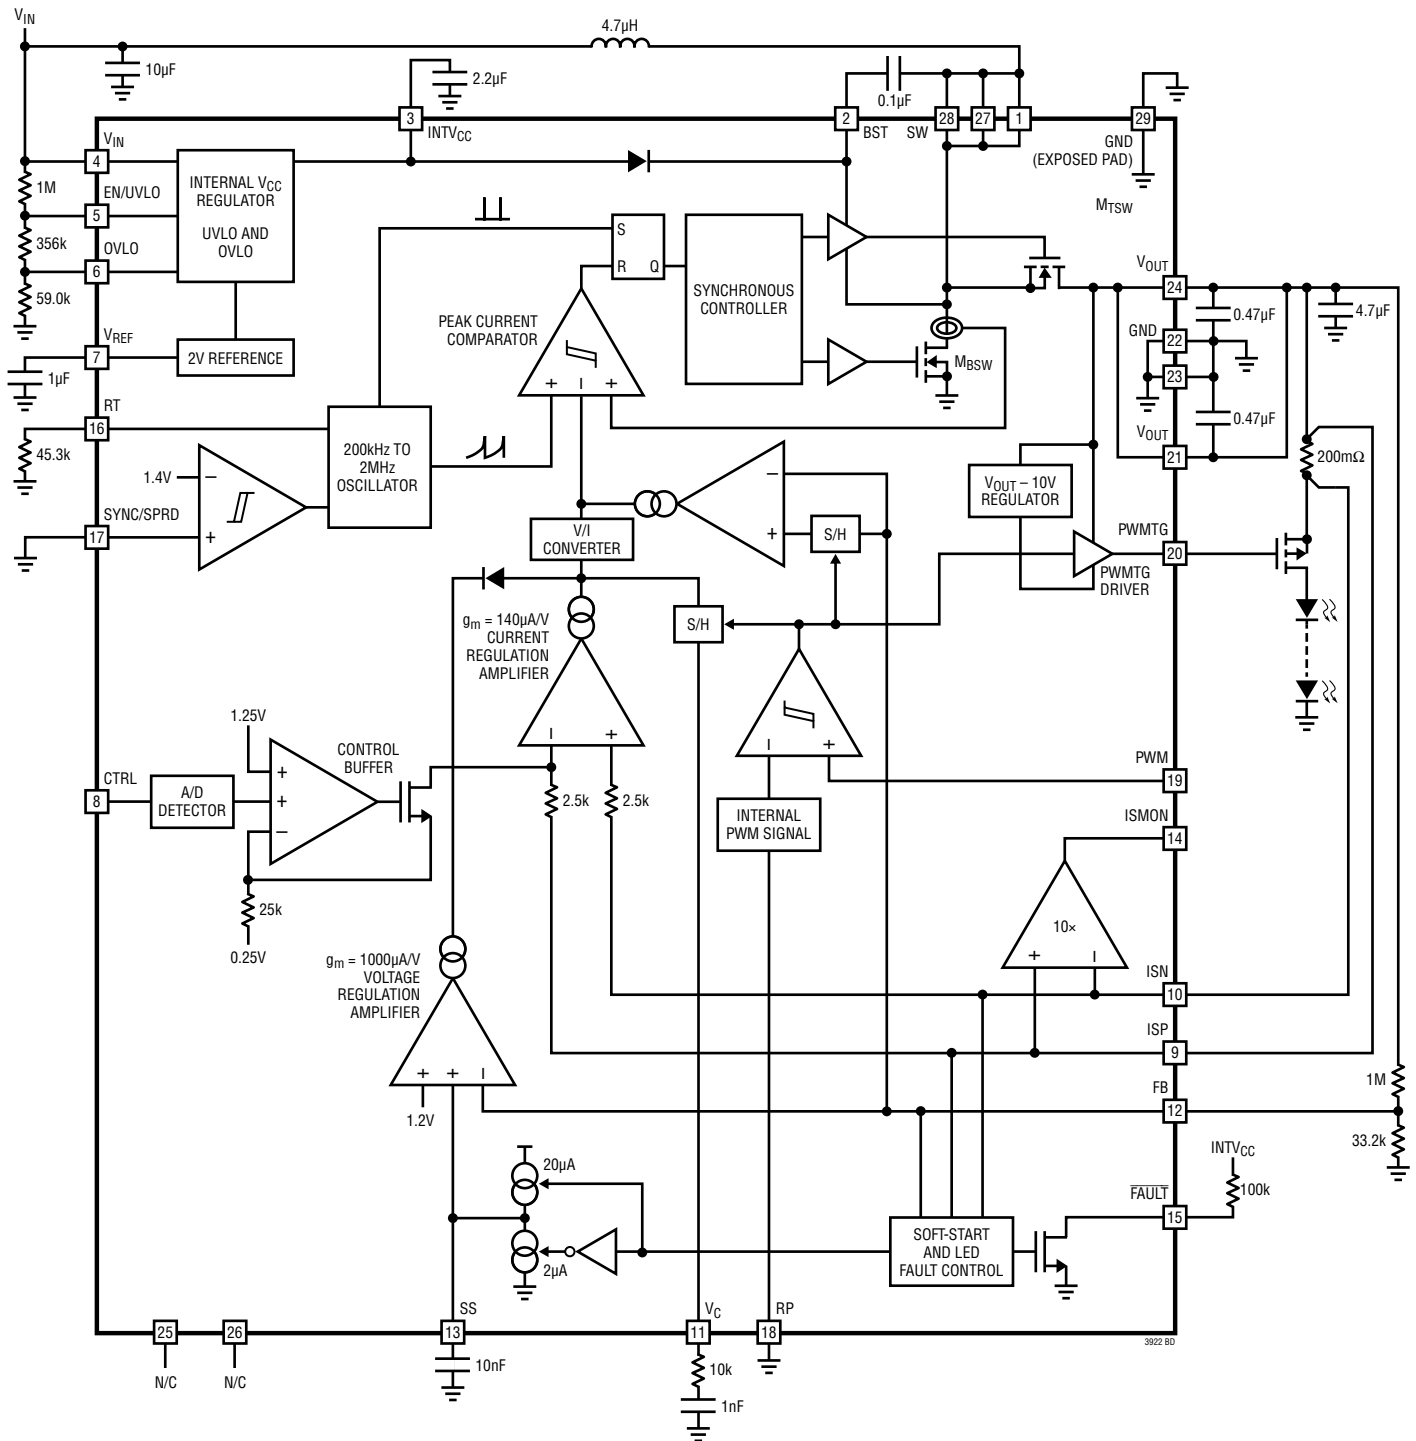 VIN
4.7µH
10µF
2.2µF
0.1µF
3
INTVCC
2
BST
SW
28
27
1
29
GND
(EXPOSED PAD)
VIN
4
1M
EN/UVLO
5
356k
OVLO
6
59.0k
INTERNAL VCC
REGULATOR
UVLO AND
OVLO
VREF
7
1µF
2V REFERENCE
RT
16
45.3k
200kHz TO
2MHz
OSCILLATOR
1.4V
–
+
SYNC/SPRD
17
S
R
Q
PEAK CURRENT
COMPARATOR
+
–
+
SYNCHRONOUS
CONTROLLER
MTSW
MBSW
VOUT
24
0.47µF
4.7µF
GND
22
23
0.47µF
VOUT
21
200mΩ
VOUT – 10V
REGULATOR
PWMTG
20
PWMTG
DRIVER
–
+
S/H
V/I
CONVERTER
S/H
gm = 140µA/V
CURRENT
REGULATION
AMPLIFIER
–
+
–
+
1.25V
CONTROL
BUFFER
CTRL
8
A/D
DETECTOR
+
+
–
2.5k
2.5k
INTERNAL
PWM SIGNAL
PWM
19
ISMON
14
25k
0.25V
10×
+
–
gm = 1000µA/V
VOLTAGE
REGULATION
AMPLIFIER
ISN
10
ISP
9
+
+
–
1.2V
FB
12
1M
33.2k
20µA
2µA
SOFT-START
AND LED
FAULT CONTROL
INTVCC
100k
FAULT
15
SS
VC
RP
25
26
13
11
18
3922 BD
N/C
N/C
10nF
10k
1nF